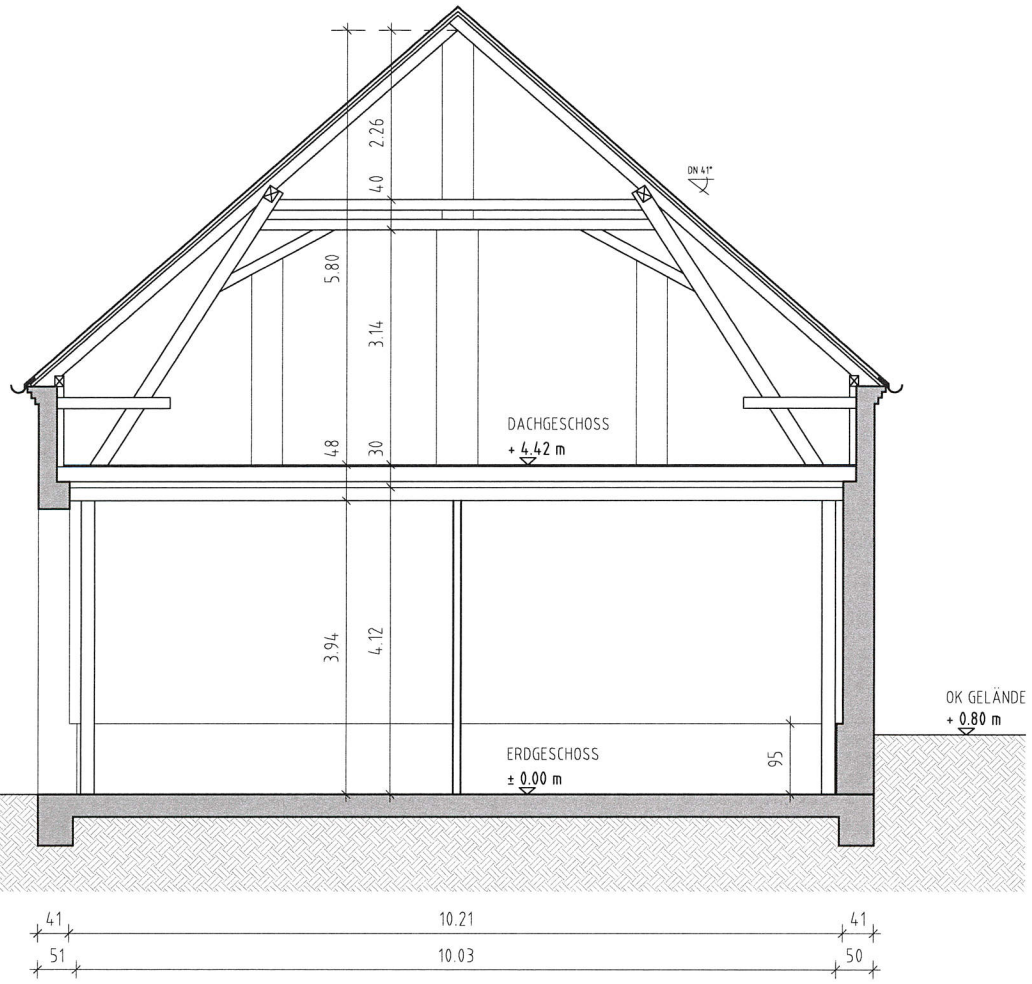 2.26
DN 41°
40
5.80
3.14
DACHGESCHOSS
48
30
+ 4.42 m
3.94
4.12
OK GELÄNDE
+ 0.80 m
ERDGESCHOSS
95
± 0.00 m
41
10.21
41
51
10.03
50